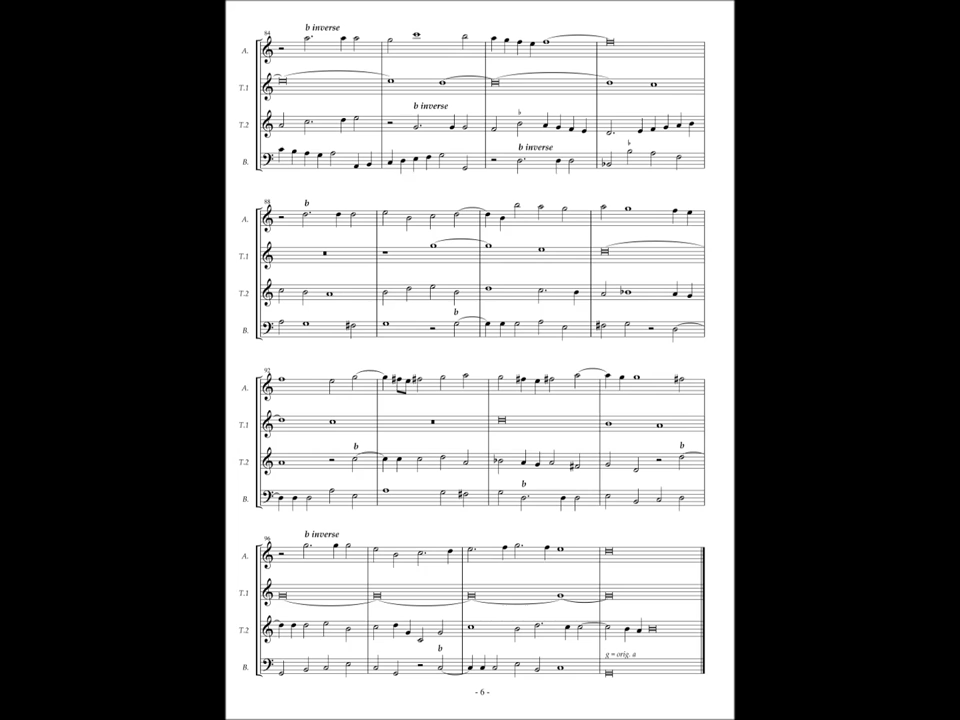 b inverse
84
A.
T.1
b inverse
T.2
b inverse
B.
88
b
A.
T.1
T.2
b
B.
92
A.
T.1
b
b
T.2
b
B.
96
b inverse
A.
T.1
T.2
b
g = orig. a
B.
- 6 -